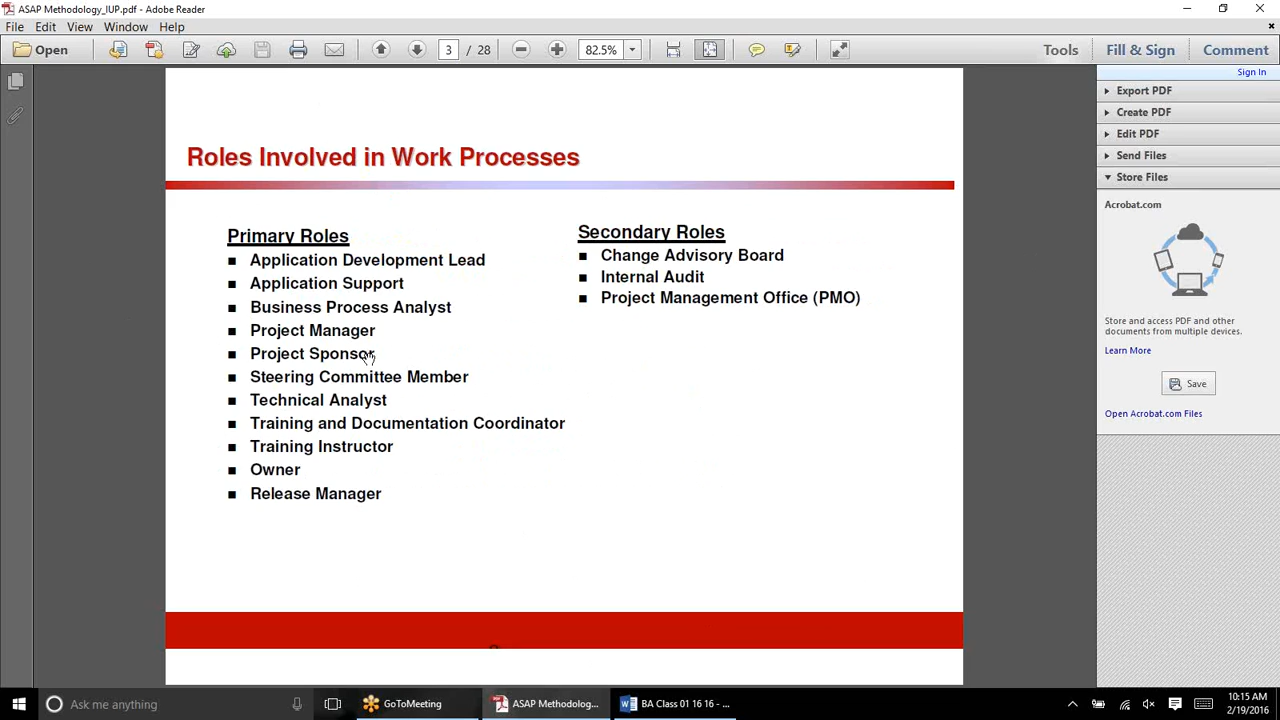 ASAP Methodology_IUP.pdf - Adobe Reader
File Edit View Window Help
Open 3 / 28 82.5% Tools Fill & Sign Comment
Sign In
Export PDF
Create PDF
Edit PDF
Send Files
Store Files
Acrobat.com
Store and access PDF and other
documents from multiple devices.
Learn More
Save
Open Acrobat.com Files
Roles Involved in Work Processes
Primary Roles
Application Development Lead
Application Support
Business Process Analyst
Project Manager
Project Sponsor
Steering Committee Member
Technical Analyst
Training and Documentation Coordinator
Training Instructor
Owner
Release Manager
Secondary Roles
Change Advisory Board
Internal Audit
Project Management Office (PMO)
Ask me anything GoToMeeting ASAP Methodolog... BA Class 01 16 16 - ... 10:15 AM
2/19/2016